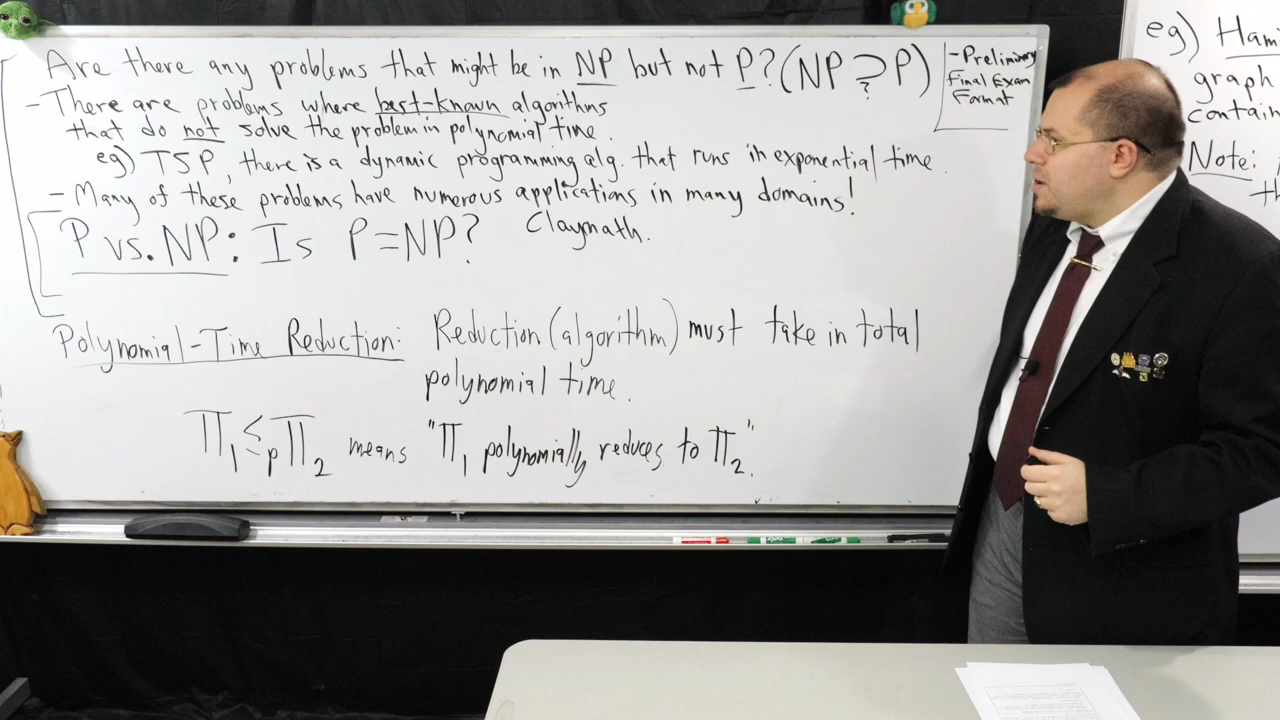 Are there any problems that might be in NP but not P? (NP ? P)
- There are problems where best-known algorithms
that do not solve the problem in polynomial time.
eg) TSP, there is a dynamic programming alg. that runs in exponential time.
- Many of these problems have numerous applications in many domains!
P vs. NP: Is P=NP? Claymath.
Polynomial-Time Reduction: Reduction (algorithm) must take in total
polynomial time.
Π1 ≤p Π2 means "Π1 polynomially reduces to Π2".
- Preliminary
Final Exam
Format
eg) Ham
graph
contain
Note:
th